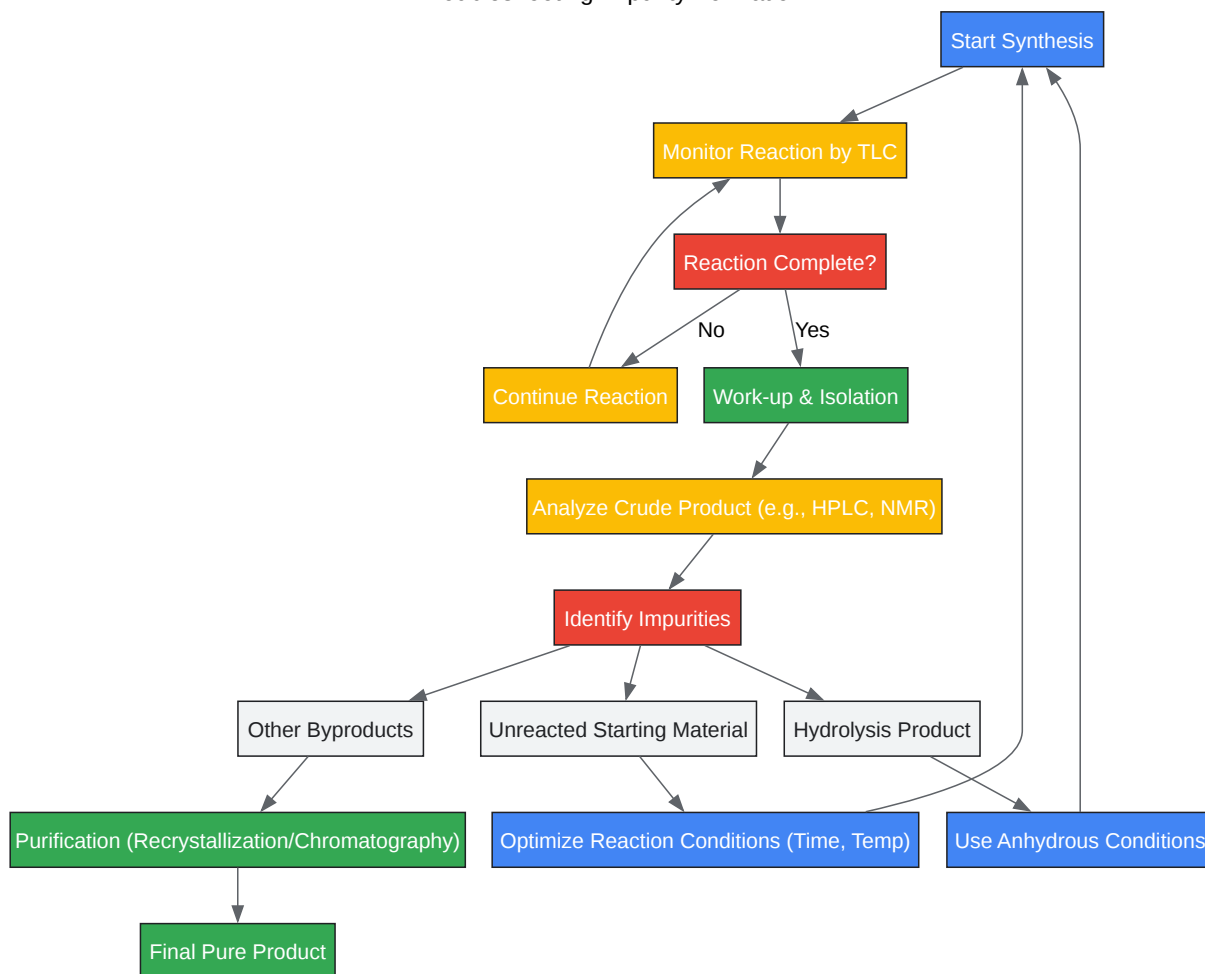 Start Synthesis
Monitor Reaction by TLC
Reaction Complete?
No
Yes
Continue Reaction
Work-up & Isolation
Analyze Crude Product (e.g., HPLC, NMR)
Identify Impurities
Other Byproducts
Unreacted Starting Material
Hydrolysis Product
Purification (Recrystallization/Chromatography)
Optimize Reaction Conditions (Time, Temp)
Use Anhydrous Conditions
Final Pure Product